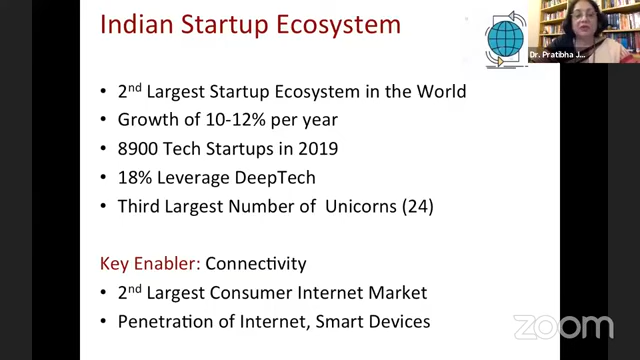 Indian Startup Ecosystem
Dr. Pratibha J...
• 2nd Largest Startup Ecosystem in the World
• Growth of 10-12% per year
• 8900 Tech Startups in 2019
• 18% Leverage DeepTech
• Third Largest Number of Unicorns (24)
Key Enabler: Connectivity
• 2nd Largest Consumer Internet Market
• Penetration of Internet, Smart Devices
zoom